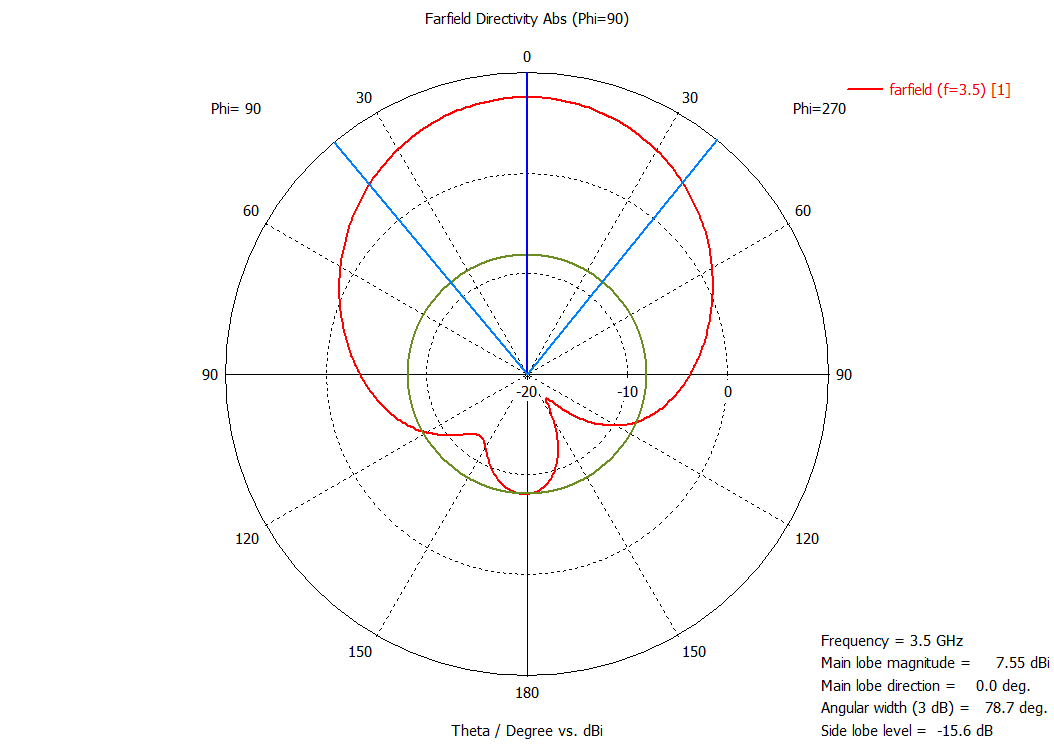 Farfield Directivity Abs (Phi=90)
0
30
30
Phi= 90
Phi=270
farfield (f=3.5) [1]
60
60
90
90
-20
-10
0
120
120
150
150
180
Frequency = 3.5 GHz
Main lobe magnitude = 7.55 dBi
Main lobe direction = 0.0 deg.
Angular width (3 dB) = 78.7 deg.
Side lobe level = -15.6 dB
Theta / Degree vs. dBi